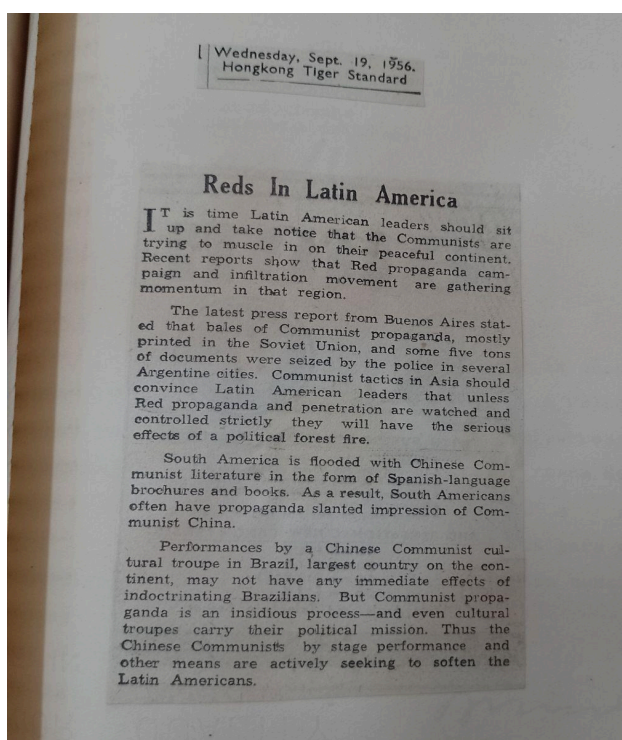 Wednesday, Sept. 19, 1956.
Hongkong Tiger Standard
Reds In Latin America
IT is time Latin American leaders should sit
up and take notice that the Communists are
trying to muscle in on their peaceful continent.
Recent reports show that Red propaganda cam-
paign and infiltration movement are gathering
momentum in that region.
The latest press report from Buenos Aires stat-
ed that bales of Communist propaganda, mostly
printed in the Soviet Union, and some five tons
of documents were seized by the police in several
Argentine cities. Communist tactics in Asia should
convince Latin American leaders that unless
Red propaganda and penetration are watched and
controlled strictly they will have the serious
effects of a political forest fire.
South America is flooded with Chinese Com-
munist literature in the form of Spanish-language
brochures and books. As a result, South Americans
often have propaganda slanted impression of Com-
munist China.
Performances by a Chinese Communist cul-
tural troupe in Brazil, largest country on the con-
tinent, may not have any immediate effects of
indoctrinating Brazilians. But Communist propa-
ganda is an insidious process—and even cultural
troupes carry their political mission. Thus the
Chinese Communists by stage performance and
other means are actively seeking to soften the
Latin Americans.